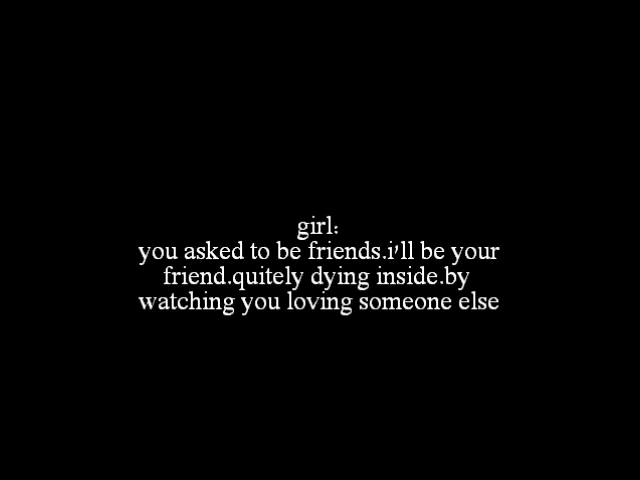 girl:
you asked to be friends.i'll be your
friend.quitely dying inside.by
watching you loving someone else